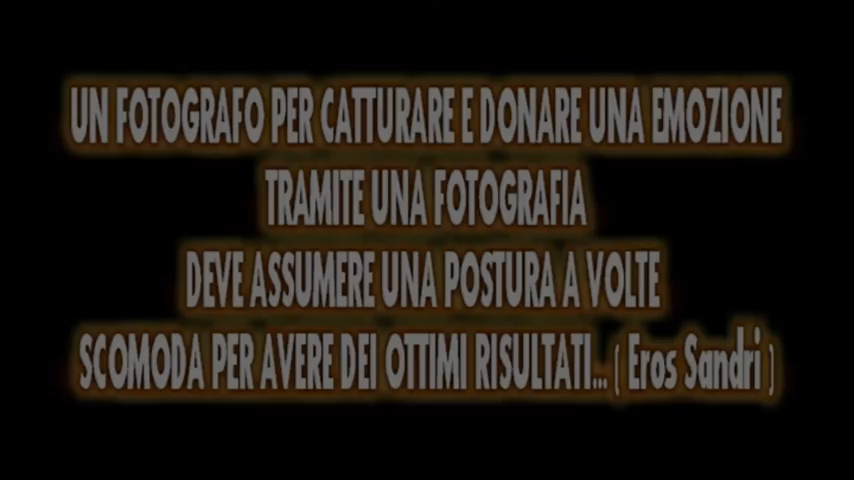 UN FOTOGRAFO PER CATTURARE E DONARE UNA EMOZIONE
TRAMITE UNA FOTOGRAFIA
DEVE ASSUMERE UNA POSTURA A VOLTE
SCOMODA PER AVERE DEI OTTIMI RISULTATI... ( Eros Sandri )